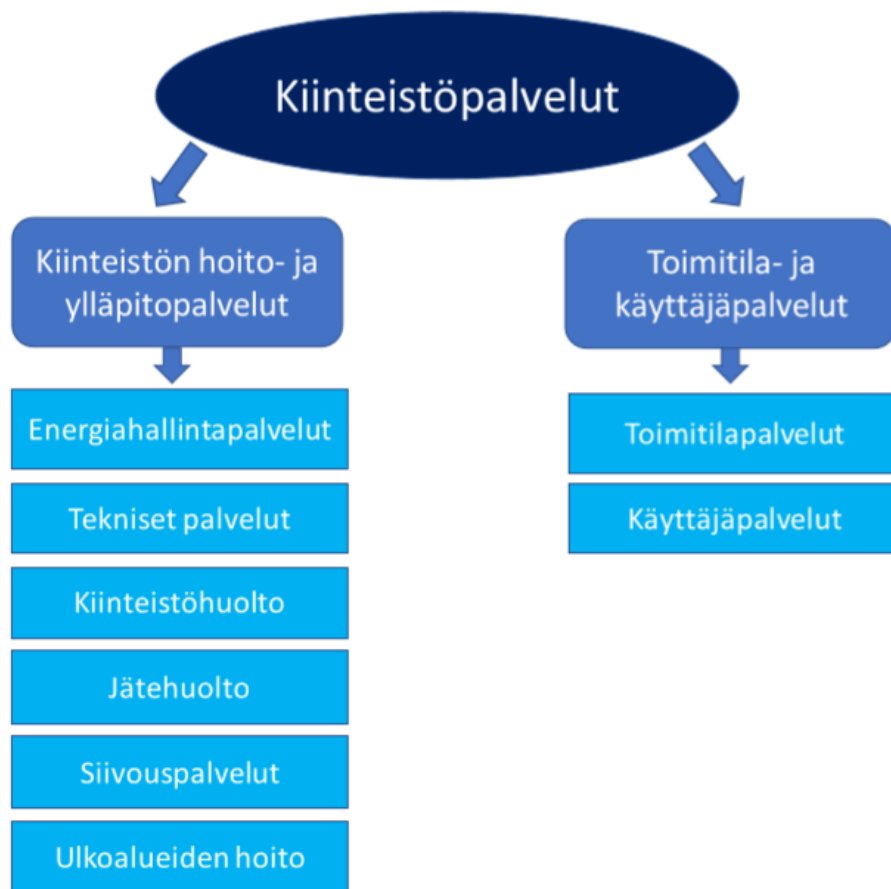 Kiinteistöpalvelut
Kiinteistön hoito- ja
ylläpitopalvelut
Energiahallintapalvelut
Tekniset palvelut
Kiinteistöhuolto
Jätehuolto
Siivouspalvelut
Ulkoalueiden hoito
Toimitila- ja
käyttäjäpalvelut
Toimitilapalvelut
Käyttäjäpalvelut